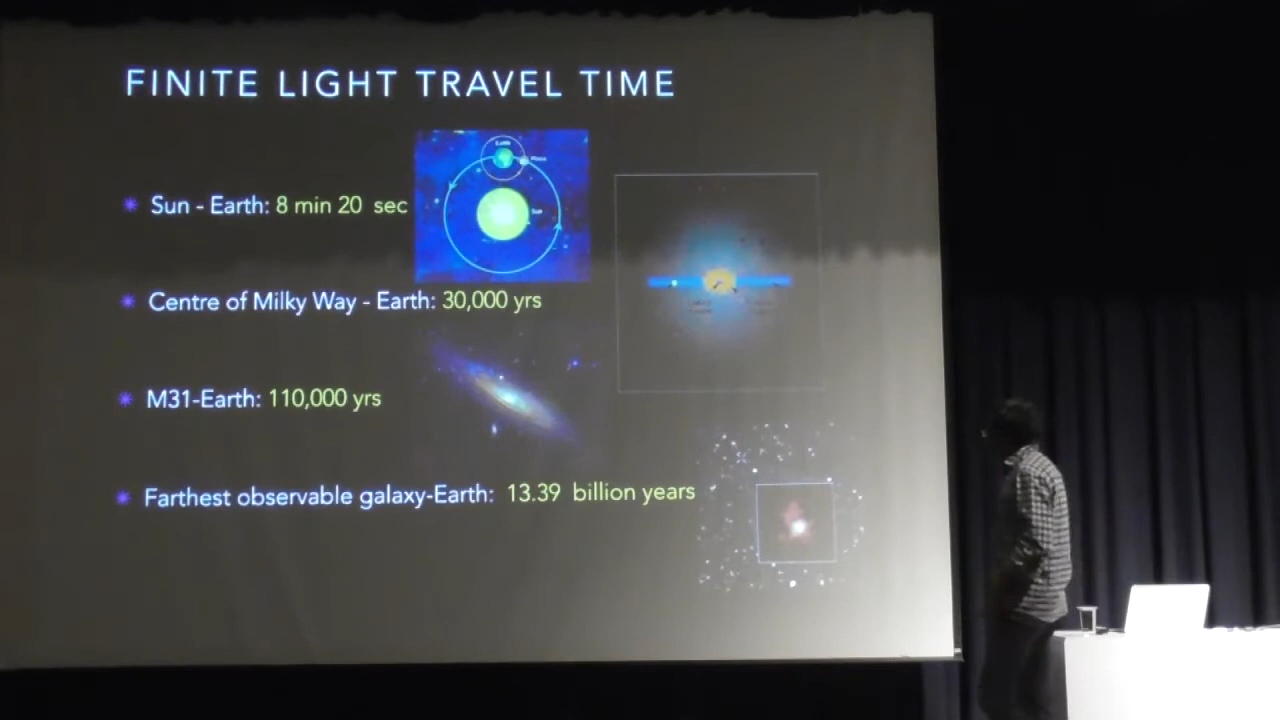 FINITE LIGHT TRAVEL TIME
Sun - Earth: 8 min 20 sec
Centre of Milky Way - Earth: 30,000 yrs
M31-Earth: 110,000 yrs
Farthest observable galaxy-Earth: 13.39 billion years